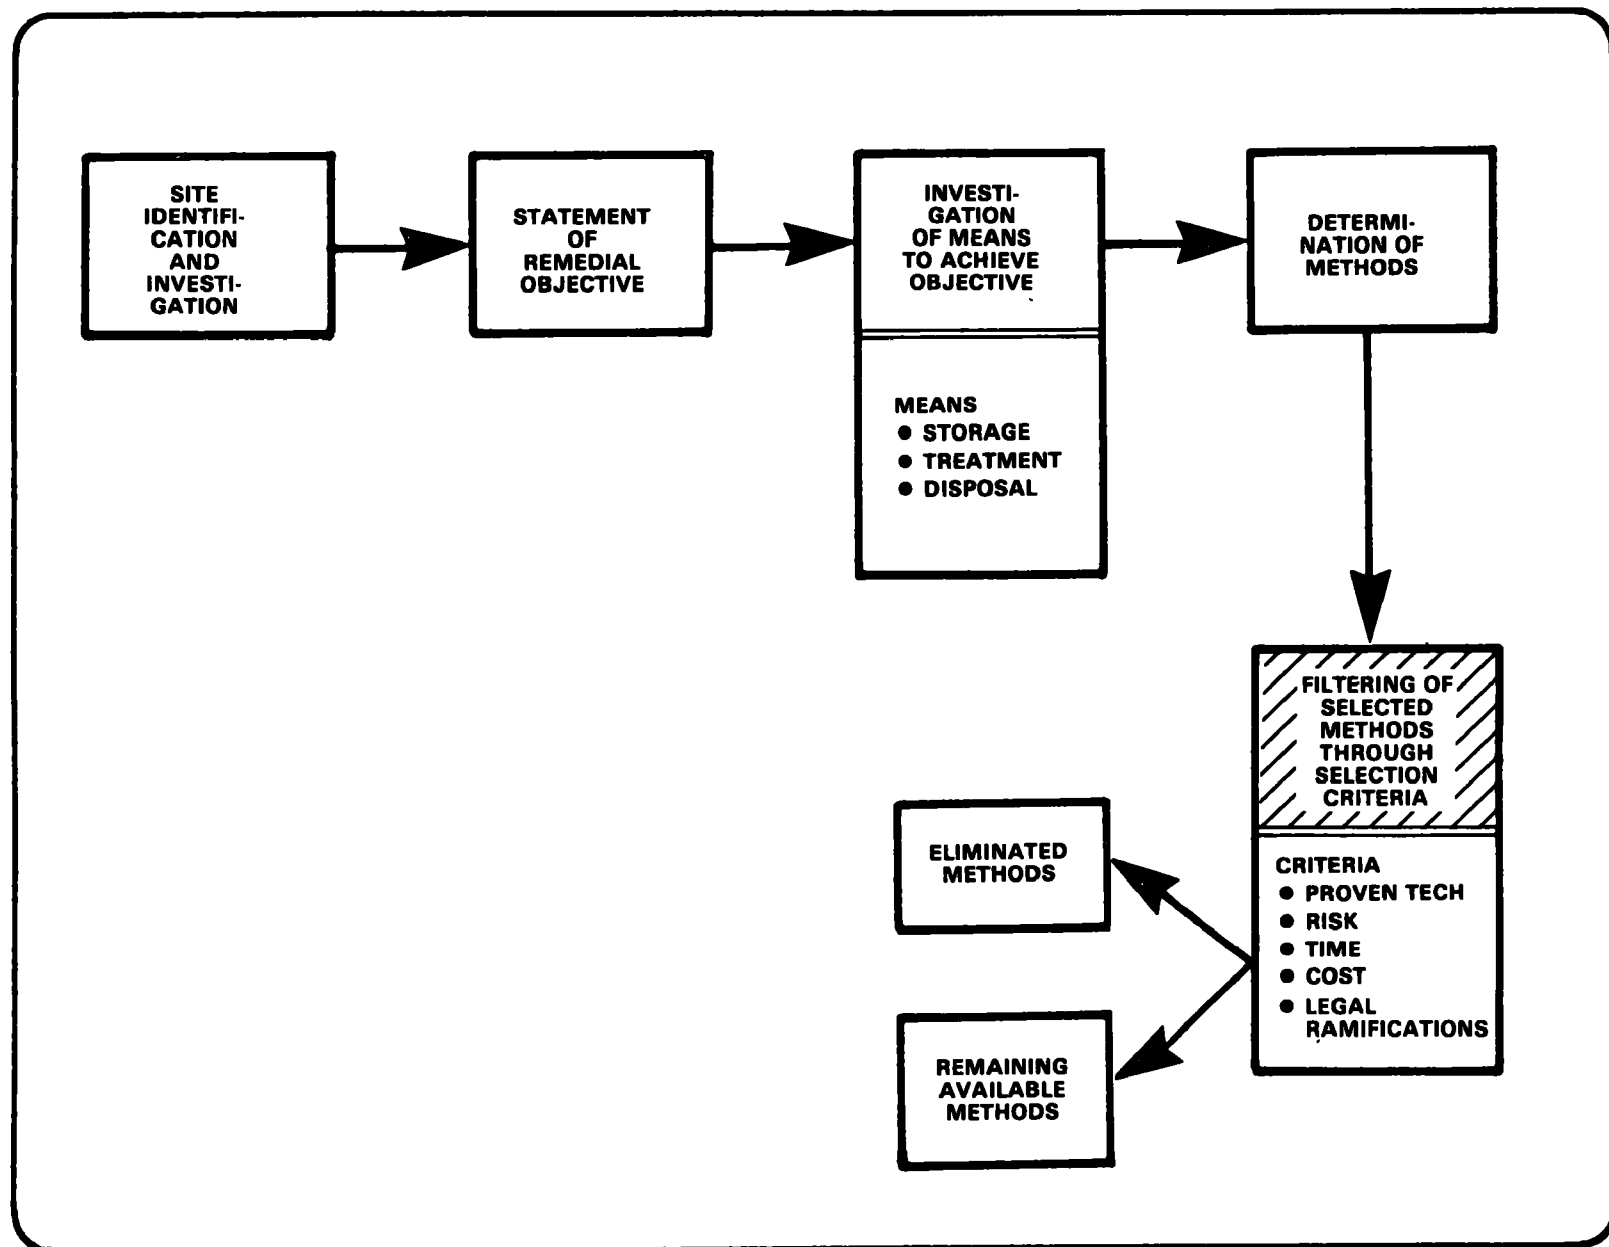 SITE
IDENTIFI-
CATION
AND
INVESTI-
GATION
STATEMENT
OF
REMEDIAL
OBJECTIVE
INVESTI-
GATION
OF MEANS
TO ACHIEVE
OBJECTIVE
MEANS
● STORAGE
● TREATMENT
● DISPOSAL
DETERMI-
NATION OF
METHODS
FILTERING OF
SELECTED
METHODS
THROUGH
SELECTION
CRITERIA
CRITERIA
● PROVEN TECH
● RISK
● TIME
● COST
● LEGAL
RAMIFICATIONS
ELIMINATED
METHODS
REMAINING
AVAILABLE
METHODS